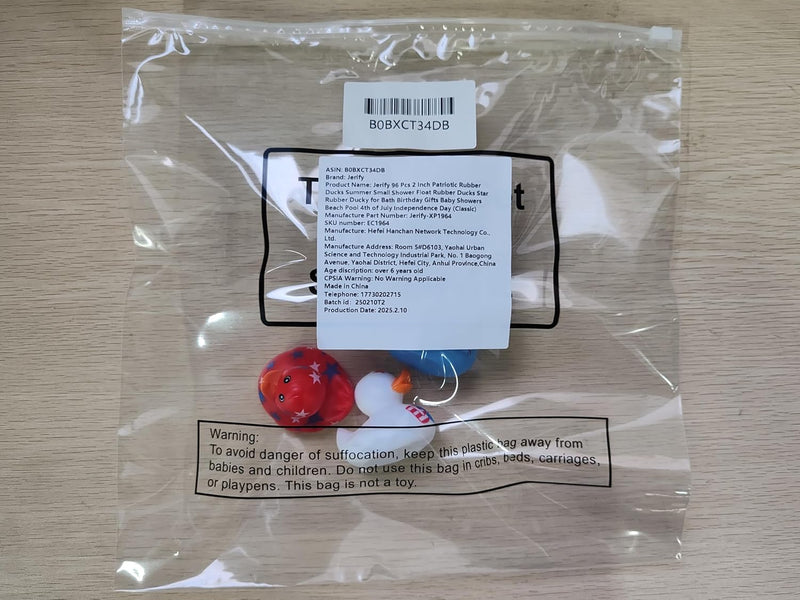 B0BXCT34DB
ASIN: B0BXCT34DB
Brand: Jerify
Product Name: Jerify 96 Pcs 2 Inch Patriotic Rubber
Ducks Summer Small Shower Float Rubber Ducks Star
Rubber Ducky for Bath Birthday Gifts Baby Showers
Beach Pool 4th of July Independence Day (Classic)
Manufacture Part Number: Jerify-XP1964
SKU number: EC1964
Manufacture: Hefei Hanchan Network Technology Co.,
Ltd.
Manufacture Address: Room 5#D6103, Yaohai Urban
Science and Technology Industrial Park, No. 1 Baogong
Avenue, Yaohai District, Hefei City, Anhui Province,China
Age discription: over 6 years old
CPSIA Warning: No Warning Applicable
Made in China
Telephone: 17730202715
Batch id: 250210T2
Production Date: 2025.2.10
Warning:
To avoid danger of suffocation, keep this plastic bag away from
babies and children. Do not use this bag in cribs, beds, carriages,
or playpens. This bag is not a toy.